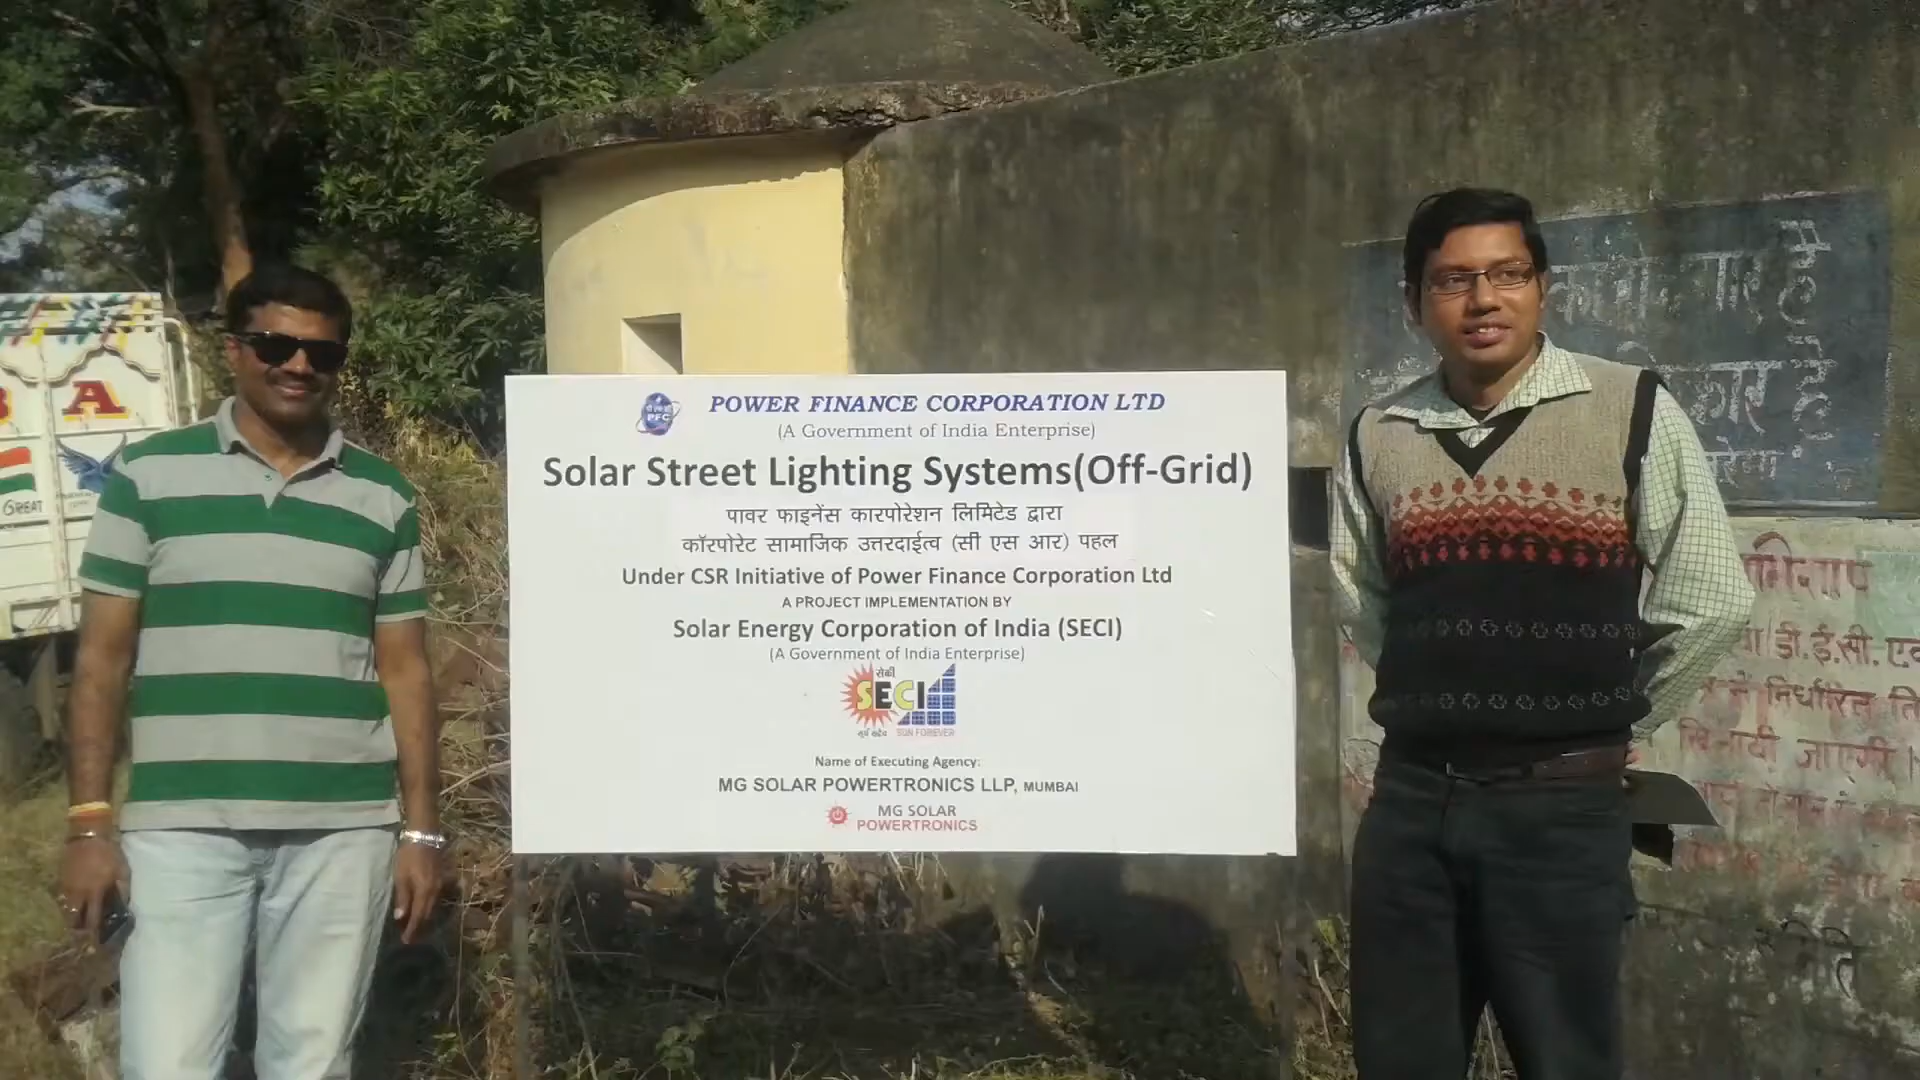 POWER FINANCE CORPORATION LTD
(A Government of India Enterprise)
PFC
Solar Street Lighting Systems(Off-Grid)
पावर फाइनेंस कारपोरेशन लिमिटेड द्वारा
कॉरपोरेट सामाजिक उत्तरदाईत्व (सी एस आर) पहल
Under CSR Initiative of Power Finance Corporation Ltd
A PROJECT IMPLEMENTATION BY
Solar Energy Corporation of India (SECI)
(A Government of India Enterprise)
सेकी
SECI
SUN FOREVER
Name of Executing Agency:
MG SOLAR POWERTRONICS LLP, MUMBAI
MG SOLAR
POWERTRONICS
A
GREAT
है
है
डी.ई.सी.
निर्धारित
जाएगी